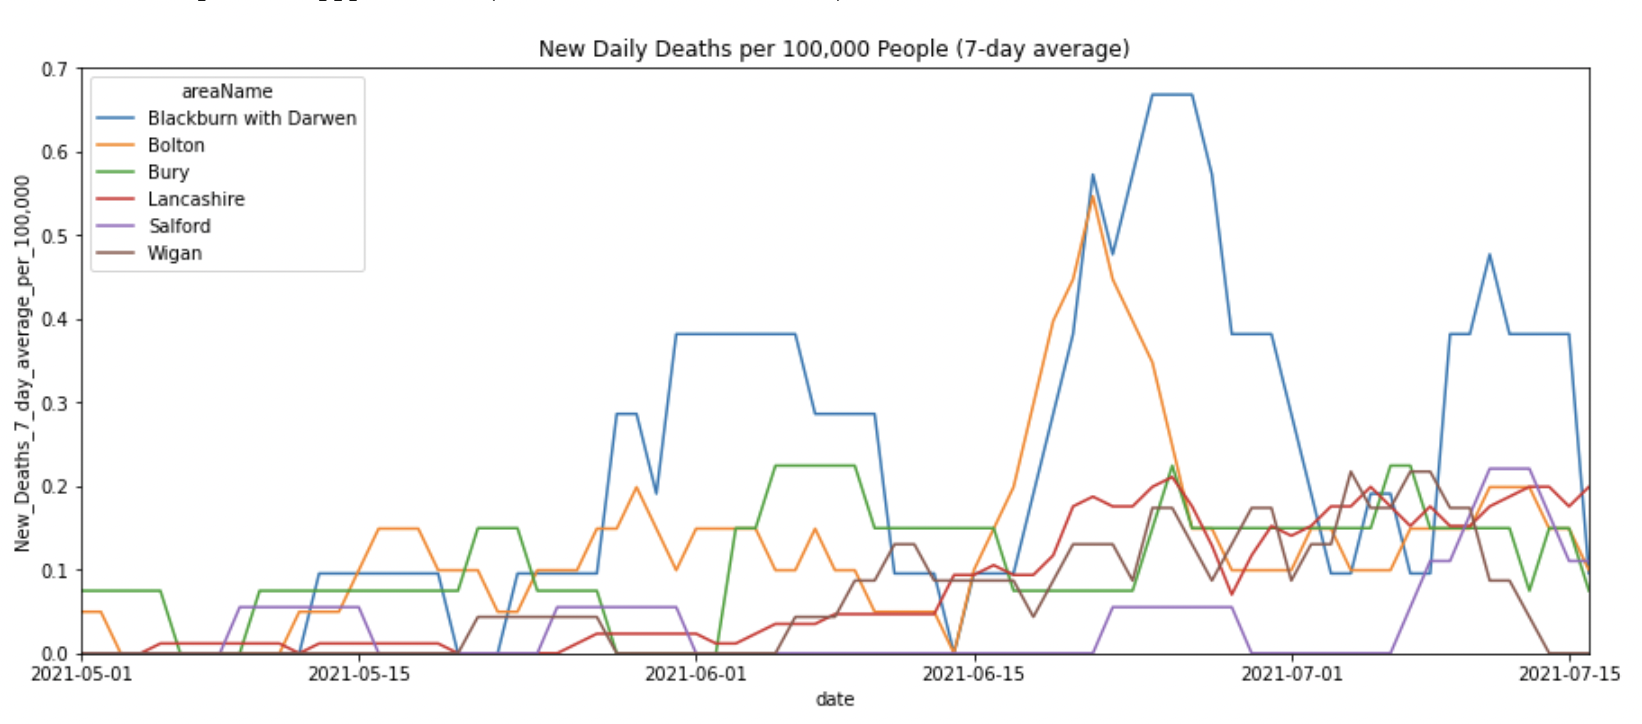 New Daily Deaths per 100,000 People (7-day average)
New_Deaths_7_day_average_per_100,000
0.7
0.6
0.5
0.4
0.3
0.2
0.1
0.0
areaName
Blackburn with Darwen
Bolton
Bury
Lancashire
Salford
Wigan
2021-05-01
2021-05-15
2021-06-01
2021-06-15
2021-07-01
2021-07-15
date